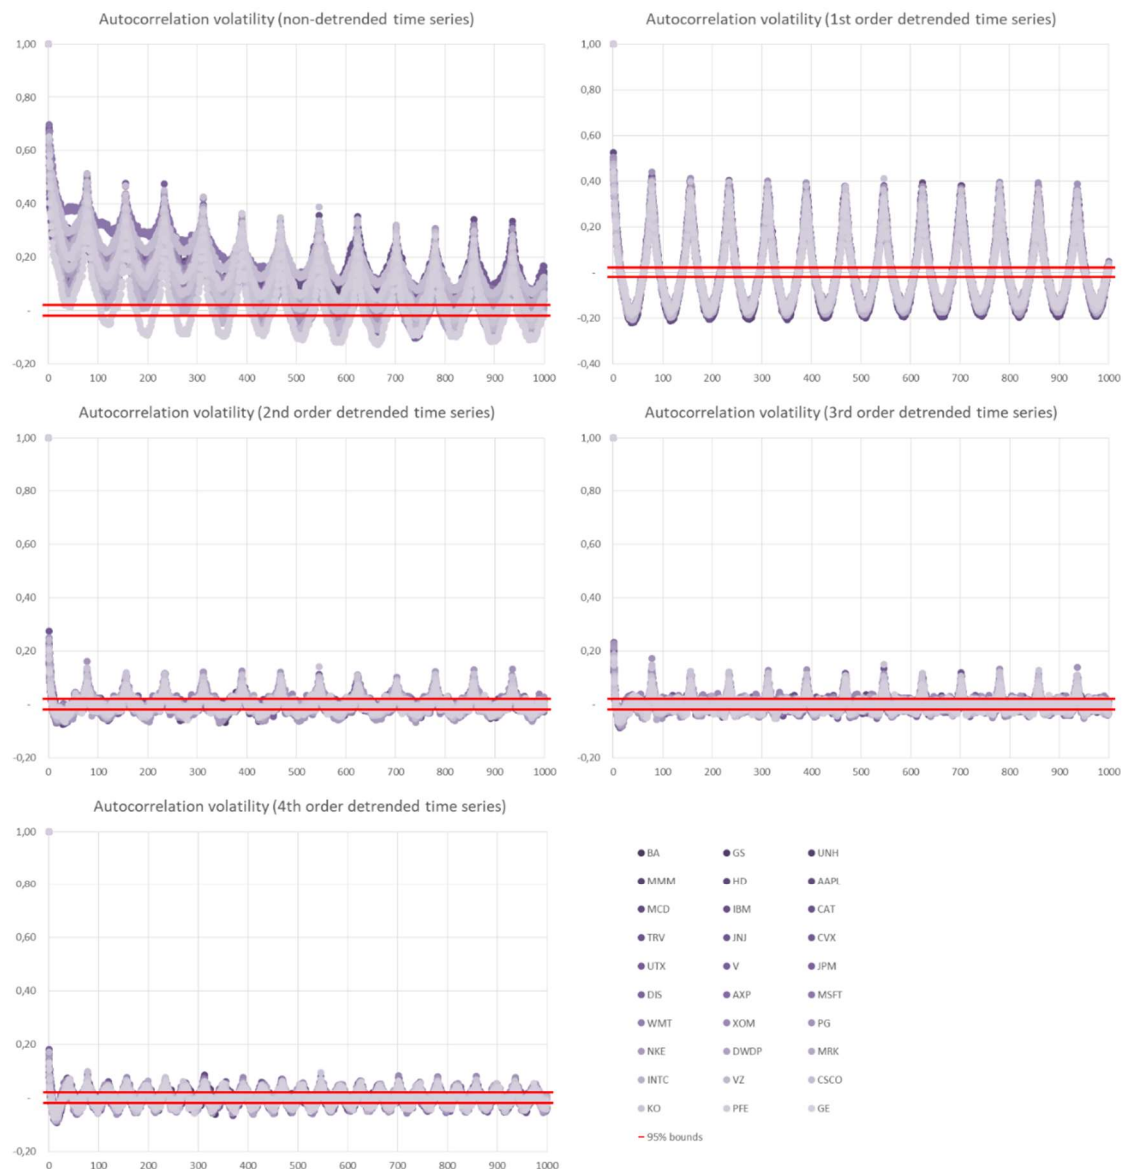 Autocorrelation volatility (non-detrended time series)
1,00
0,80
0,60
0,40
0,20
-
-0,20
0 100 200 300 400 500 600 700 800 900 1000
Autocorrelation volatility (1st order detrended time series)
1,00
0,80
0,60
0,40
0,20
-
-0,20
-0,40
0 100 200 300 400 500 600 700 800 900 1000
Autocorrelation volatility (2nd order detrended time series)
1,00
0,80
0,60
0,40
0,20
-
-0,20
0 100 200 300 400 500 600 700 800 900 1000
Autocorrelation volatility (3rd order detrended time series)
1,00
0,80
0,60
0,40
0,20
-
-0,20
0 100 200 300 400 500 600 700 800 900 1000
Autocorrelation volatility (4th order detrended time series)
1,00
0,80
0,60
0,40
0,20
-
-0,20
0 100 200 300 400 500 600 700 800 900 1000
BA GS UNH
MMM HD AAPL
MCD IBM CAT
TRV JNJ CVX
UTX V JPM
DIS AXP MSFT
WMT XOM PG
NKE DWDP MRK
INTC VZ CSCO
KO PFE GE
95% bounds